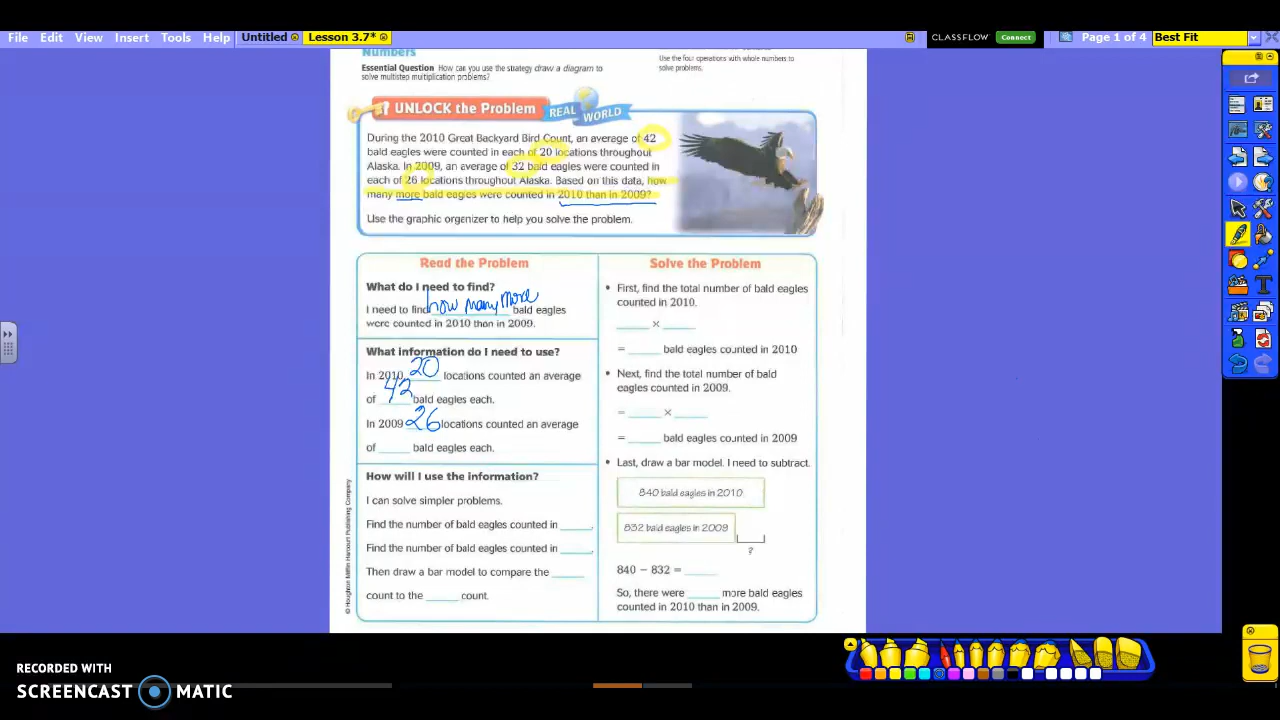 File Edit View Insert Tools Help Untitled Lesson 3.7* CLASSFLOW Connect Page 1 of 4 Best Fit
Numbers
Essential Question How can you use the strategy draw a diagram to
solve multistep multiplication problems?
Use the four operations with whole numbers to
solve problems.
UNLOCK the Problem REAL WORLD
During the 2010 Great Backyard Bird Count, an average of 42
bald eagles were counted in each of 20 locations throughout
Alaska. In 2009, an average of 32 bald eagles were counted in
each of 26 locations throughout Alaska. Based on this data, how
many more bald eagles were counted in 2010 than in 2009?
Use the graphic organizer to help you solve the problem.
Read the Problem
What do I need to find?
I need to find how many more bald eagles
were counted in 2010 than in 2009.
What information do I need to use?
In 2010 20 locations counted an average
of 42 bald eagles each.
In 2009 26 locations counted an average
of ____ bald eagles each.
How will I use the information?
I can solve simpler problems.
Find the number of bald eagles counted in ____.
Find the number of bald eagles counted in ____.
Then draw a bar model to compare the ____
count to the ____ count.
© Houghton Mifflin Harcourt Publishing Company
Solve the Problem
• First, find the total number of bald eagles
counted in 2010.
____ × ____
= ____ bald eagles counted in 2010
• Next, find the total number of bald
eagles counted in 2009.
= ____ × ____
= ____ bald eagles counted in 2009
• Last, draw a bar model. I need to subtract.
840 bald eagles in 2010
832 bald eagles in 2009
?
840 − 832 = ____
So, there were ____ more bald eagles
counted in 2010 than in 2009.
RECORDED WITH
SCREENCAST MATIC